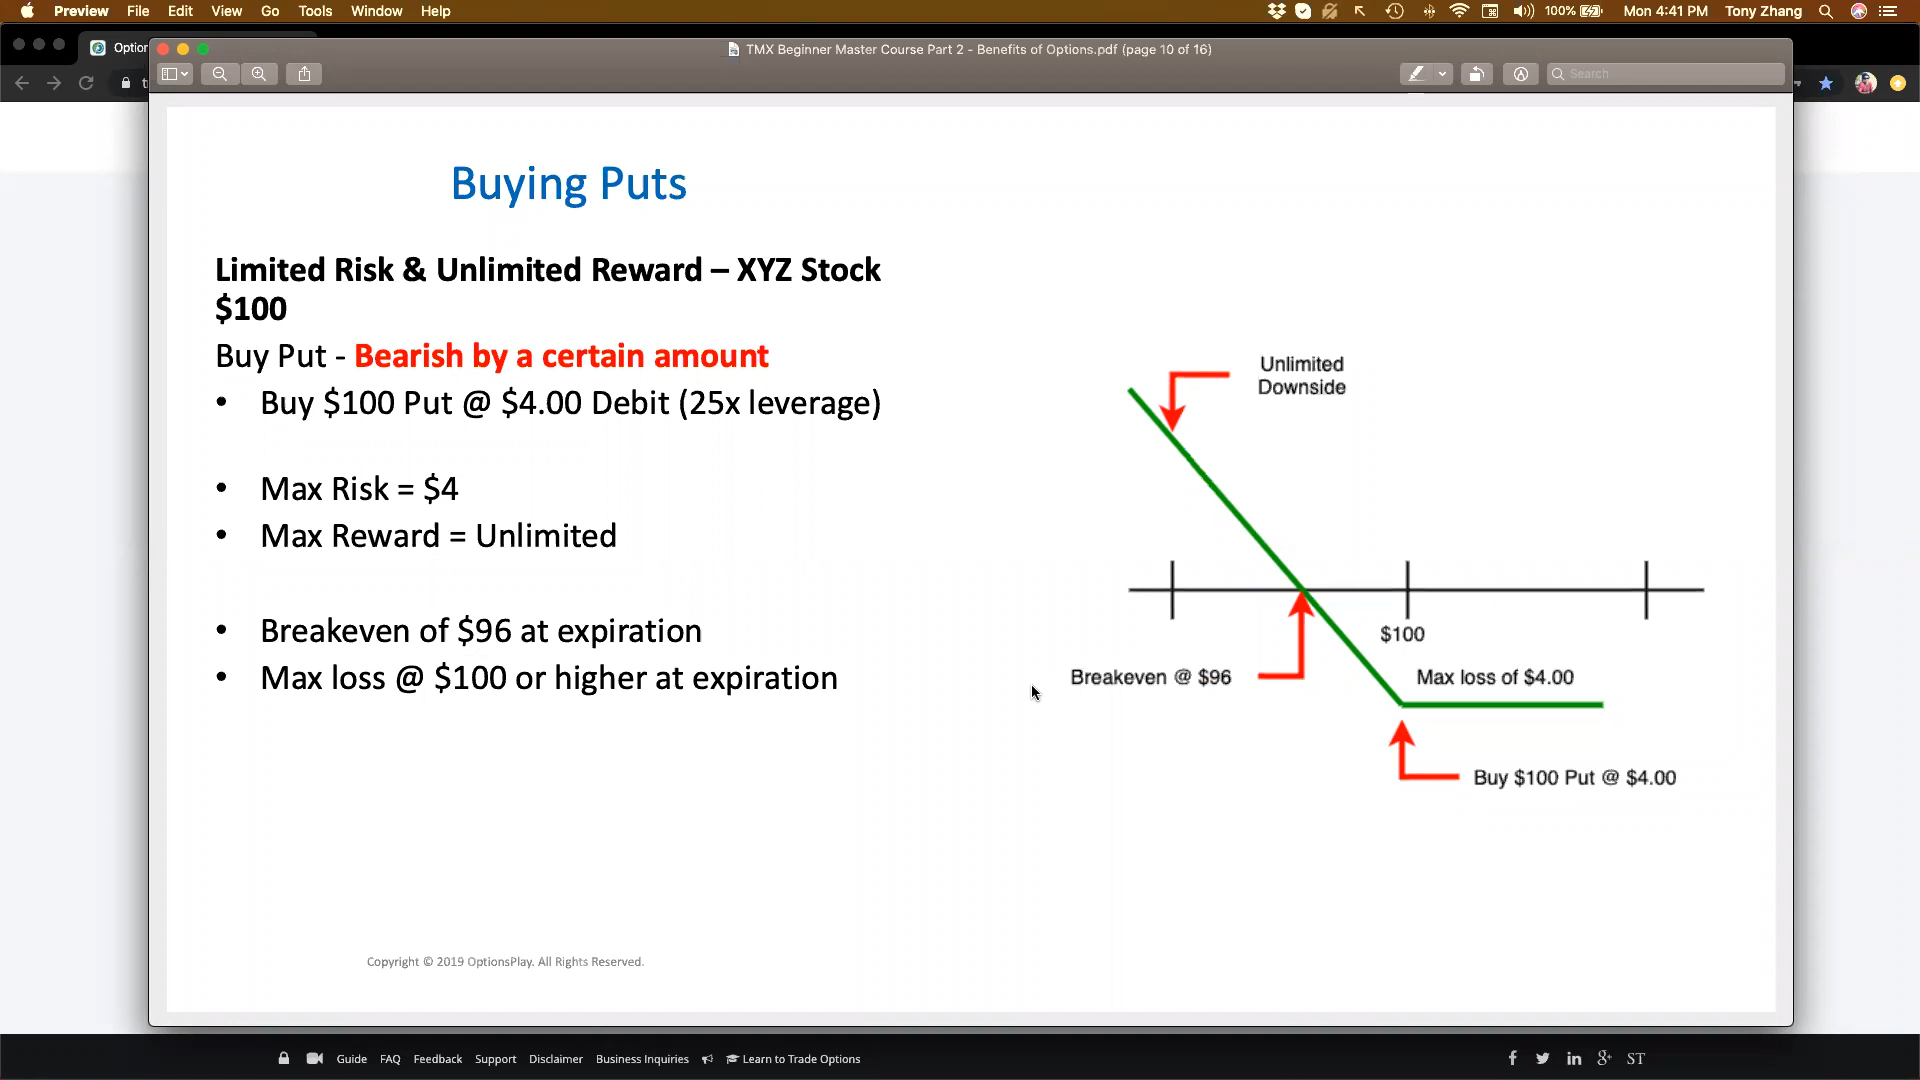 Preview File Edit View Go Tools Window Help
100% Mon 4:41 PM Tony Zhang
Option
TMX Beginner Master Course Part 2 - Benefits of Options.pdf (page 10 of 16)
Search
Buying Puts
Limited Risk & Unlimited Reward – XYZ Stock
$100
Buy Put - Bearish by a certain amount
• Buy $100 Put @ $4.00 Debit (25x leverage)
• Max Risk = $4
• Max Reward = Unlimited
• Breakeven of $96 at expiration
• Max loss @ $100 or higher at expiration
Unlimited
Downside
$100
Breakeven @ $96
Max loss of $4.00
Buy $100 Put @ $4.00
Copyright © 2019 OptionsPlay. All Rights Reserved.
Guide FAQ Feedback Support Disclaimer Business Inquiries Learn to Trade Options
ST